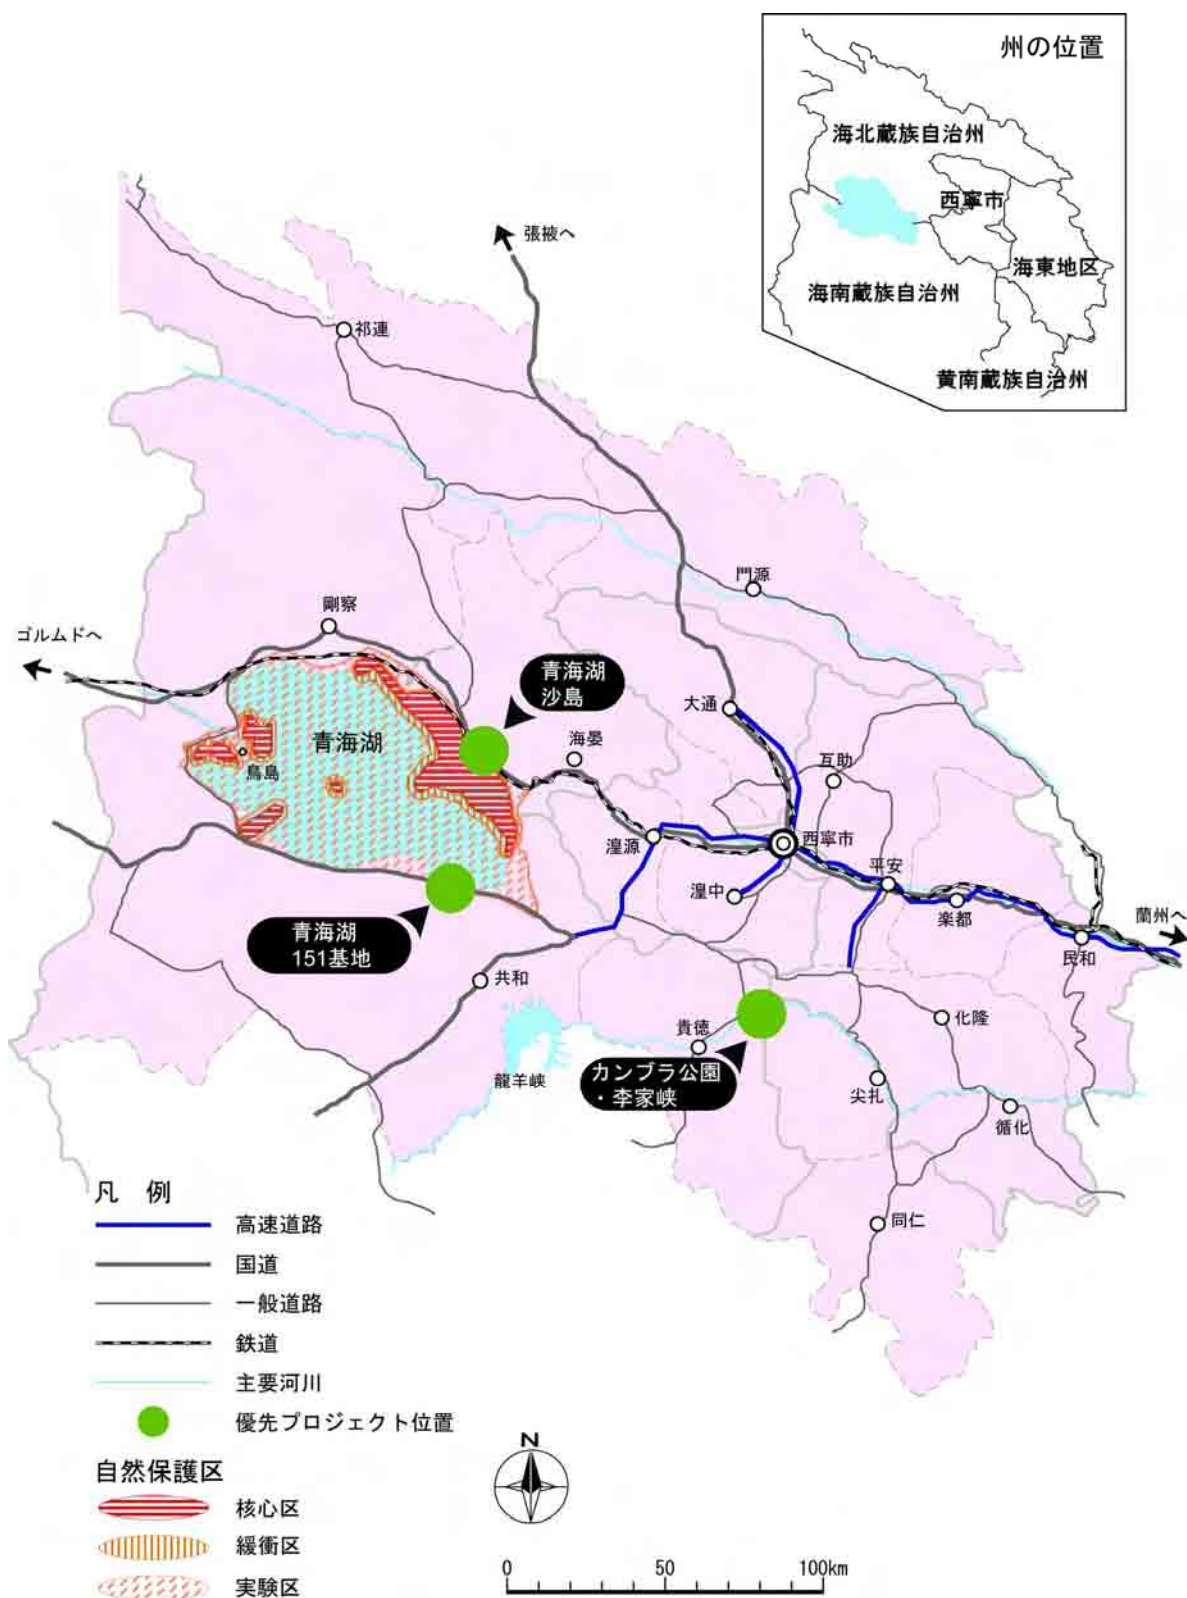 州の位置
海北蔵族自治州
西寧市
海東地区
海南蔵族自治州
黄南蔵族自治州
張掖へ
祁連
門源
剛察
ゴルムドへ
青海湖
沙島
大通
青海湖
海晏
互助
鳥島
西寧市
湟源
平安
湟中
楽都
蘭州へ
青海湖
151基地
民和
共和
化隆
貴徳
カンブラ公園
・李家峡
龍羊峡
尖扎
循化
同仁
凡 例
高速道路
国道
一般道路
鉄道
主要河川
優先プロジェクト位置
自然保護区
核心区
緩衝区
実験区
N
0 50 100km